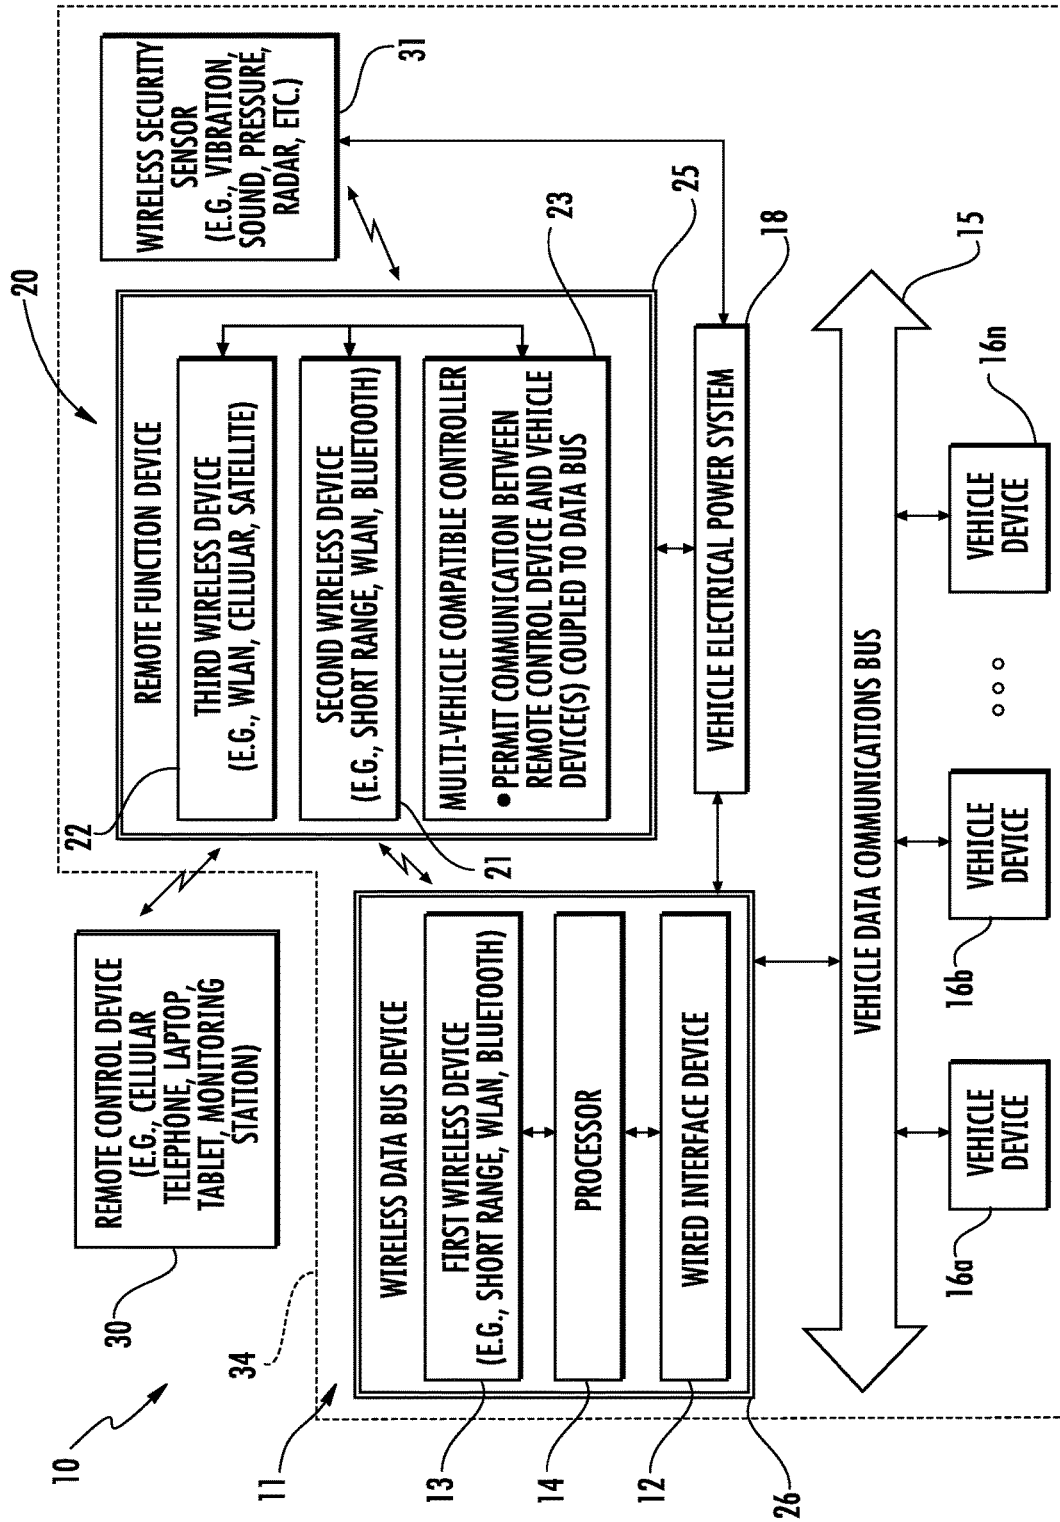 10
20
30
REMOTE CONTROL DEVICE
(E.G., CELLULAR
TELEPHONE, LAPTOP,
TABLET, MONITORING
STATION)
34
22
REMOTE FUNCTION DEVICE
THIRD WIRELESS DEVICE
(E.G., WLAN, CELLULAR, SATELLITE)
SECOND WIRELESS DEVICE
(E.G., SHORT RANGE, WLAN, BLUETOOTH)
MULTI-VEHICLE COMPATIBLE CONTROLLER
● PERMIT COMMUNICATION BETWEEN
REMOTE CONTROL DEVICE AND VEHICLE
DEVICE(S) COUPLED TO DATA BUS
21
23
25
WIRELESS SECURITY
SENSOR
(E.G., VIBRATION,
SOUND, PRESSURE,
RADAR, ETC.)
31
11
WIRELESS DATA BUS DEVICE
FIRST WIRELESS DEVICE
(E.G., SHORT RANGE, WLAN, BLUETOOTH)
PROCESSOR
WIRED INTERFACE DEVICE
13
14
12
26
VEHICLE ELECTRICAL POWER SYSTEM
18
VEHICLE DATA COMMUNICATIONS BUS
15
VEHICLE
DEVICE
16a
VEHICLE
DEVICE
16b
VEHICLE
DEVICE
16n